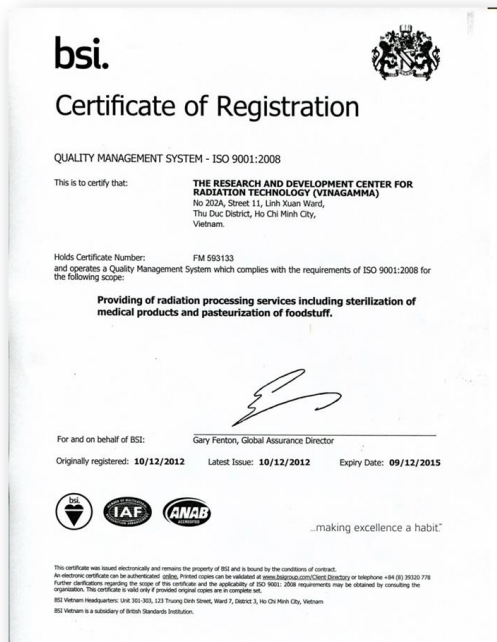 bsi.
Certificate of Registration
QUALITY MANAGEMENT SYSTEM - ISO 9001:2008
This is to certify that:
THE RESEARCH AND DEVELOPMENT CENTER FOR
RADIATION TECHNOLOGY (VINAGAMMA)
No 202A, Street 11, Linh Xuan Ward,
Thu Duc District, Ho Chi Minh City,
Vietnam.
Holds Certificate Number: FM 593133
and operates a Quality Management System which complies with the requirements of ISO 9001:2008 for
the following scope:
Providing of radiation processing services including sterilization of
medical products and pasteurization of foodstuff.
For and on behalf of BSI: Gary Fenton, Global Assurance Director
Originally registered: 10/12/2012 Latest Issue: 10/12/2012 Expiry Date: 09/12/2015
bsi.
IAF
ANAB
ACCREDITED
...making excellence a habit.™
This certificate was issued electronically and remains the property of BSI and is bound by the conditions of contract.
An electronic certificate can be authenticated online. Printed copies can be validated at www.bsigroup.com/Client Directory or telephone +84 (8) 39320 778
Further clarifications regarding the scope of this certificate and the applicability of ISO 9001: 2008 requirements may be obtained by consulting the
organization. This certificate is valid only if provided original copies are in complete set.
BSI Vietnam Headquarters: Unit 301-303, 123 Truong Dinh Street, Ward 7, District 3, Ho Chi Minh City, Vietnam
BSI Vietnam is a subsidiary of British Standards Institution.